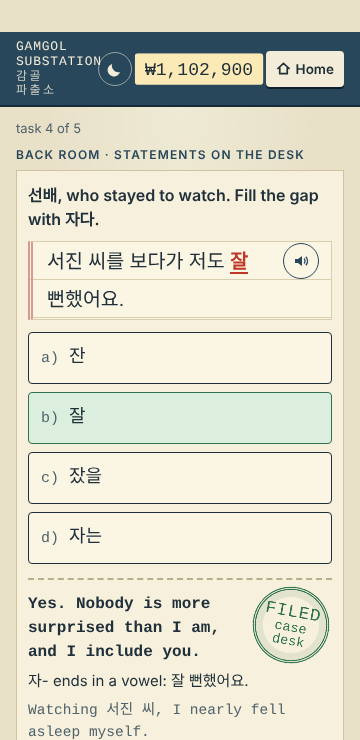 GAMGOL
SUBSTATION
감골
파출소
₩1,102,900
Home
task 4 of 5
BACK ROOM · STATEMENTS ON THE DESK
선배, who stayed to watch. Fill the gap
with 자다.
서진 씨를 보다가 저도 잘
뻔했어요.
a) 잔
b) 잘
c) 잤을
d) 자는
Yes. Nobody is more
surprised than I am,
and I include you.
FILED
case
desk
자- ends in a vowel: 잘 뻔했어요.
Watching 서진 씨, I nearly fell
asleep myself.